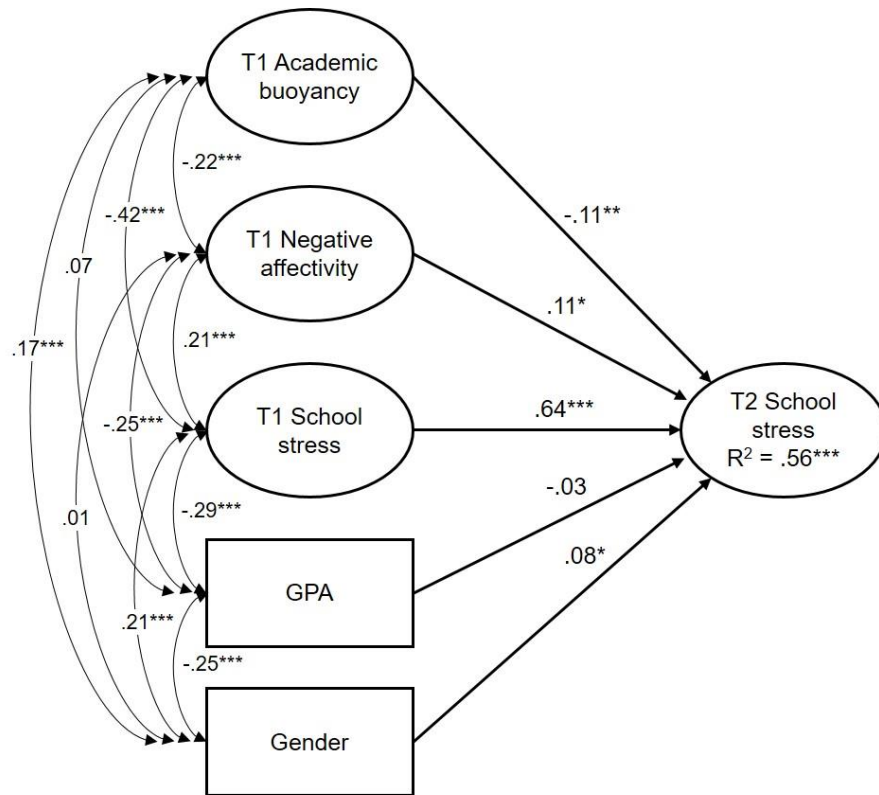 T1 Academic
buoyancy
-.22***
-.11**
-.42***
T1 Negative
affectivity
.07
.11*
.17***
.21***
T1 School
stress
.64***
T2 School
stress
R² = .56***
-.25***
-.29***
-.03
.01
.08*
GPA
.21***
-.25***
Gender